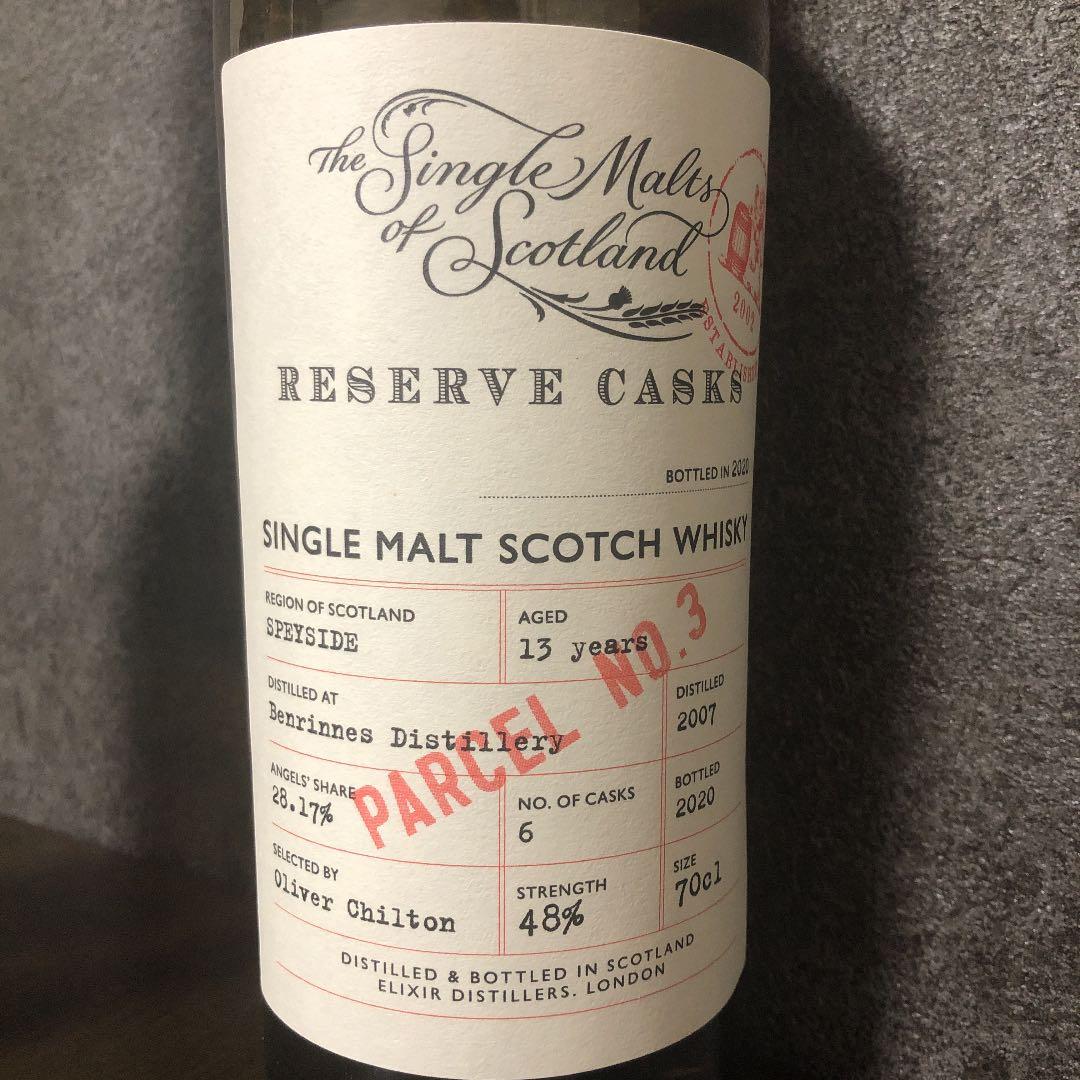 The Single Malts
of Scotland
2002
RESERVE CASKS
BOTTLED IN 2020
SINGLE MALT SCOTCH WHISKY
REGION OF SCOTLAND
SPEYSIDE
AGED
13 years
PARCEL NO.3
DISTILLED AT
Benrinnes Distillery
DISTILLED
2007
ANGELS' SHARE
28.17%
NO. OF CASKS
6
BOTTLED
2020
SELECTED BY
Oliver Chilton
STRENGTH
48%
SIZE
70cl
DISTILLED & BOTTLED IN SCOTLAND
ELIXIR DISTILLERS. LONDON